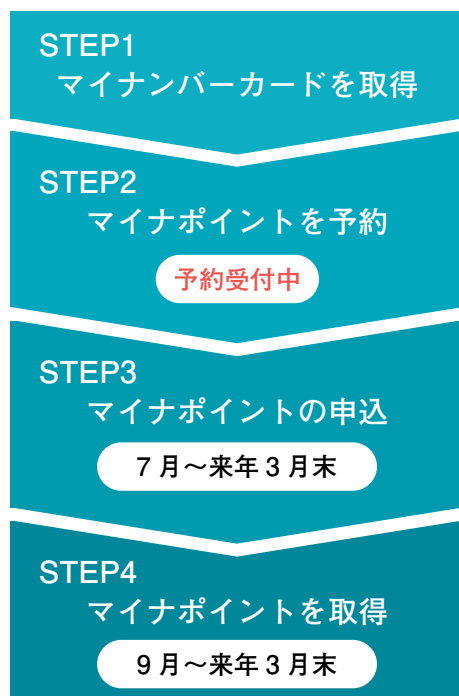 STEP1
マイナンバーカードを取得
STEP2
マイナポイントを予約
予約受付中
STEP3
マイナポイントの申込
7月～来年3月末
STEP4
マイナポイントを取得
9月～来年3月末